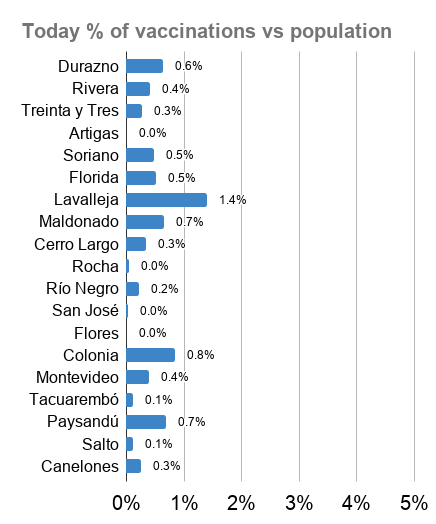 Today % of vaccinations vs population
Durazno 0.6%
Rivera 0.4%
Treinta y Tres 0.3%
Artigas 0.0%
Soriano 0.5%
Florida 0.5%
Lavalleja 1.4%
Maldonado 0.7%
Cerro Largo 0.3%
Rocha 0.0%
Río Negro 0.2%
San José 0.0%
Flores 0.0%
Colonia 0.8%
Montevideo 0.4%
Tacuarembó 0.1%
Paysandú 0.7%
Salto 0.1%
Canelones 0.3%
0% 1% 2% 3% 4% 5%